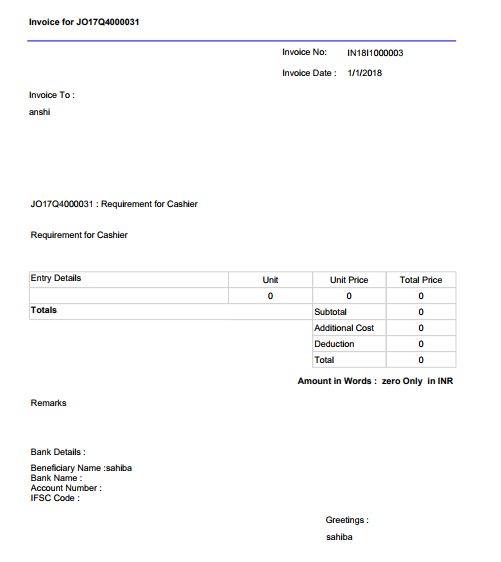 Invoice for JO17Q4000031
Invoice No: IN18I1000003
Invoice Date : 1/1/2018
Invoice To :
anshi
JO17Q4000031 : Requirement for Cashier
Requirement for Cashier
Entry Details Unit Unit Price Total Price
0 0 0
Totals Subtotal 0
Additional Cost 0
Deduction 0
Total 0
Amount in Words : zero Only in INR
Remarks
Bank Details :
Beneficiary Name :sahiba
Bank Name :
Account Number :
IFSC Code :
Greetings :
sahiba